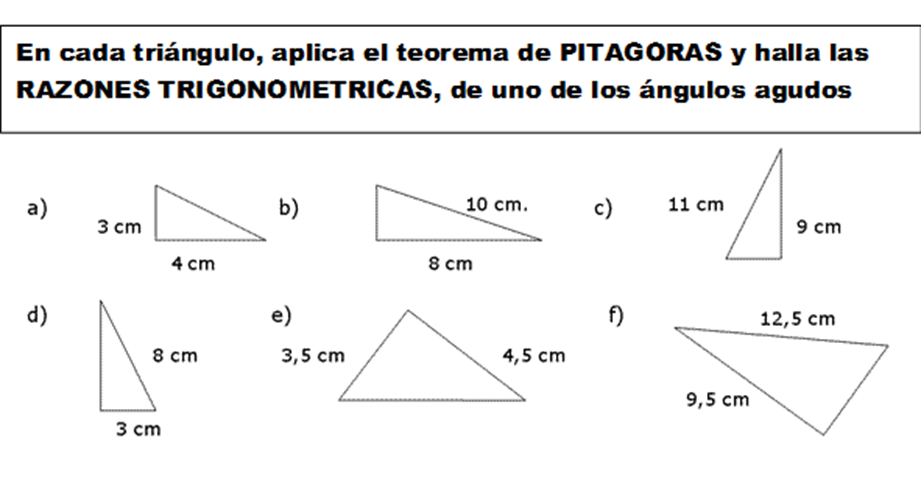 En cada triángulo, aplica el teorema de PITAGORAS y halla las
RAZONES TRIGONOMETRICAS, de uno de los ángulos agudos
a) 3 cm 4 cm
b) 10 cm. 8 cm
c) 11 cm 9 cm
d) 8 cm 3 cm
e) 3,5 cm 4,5 cm
f) 12,5 cm 9,5 cm